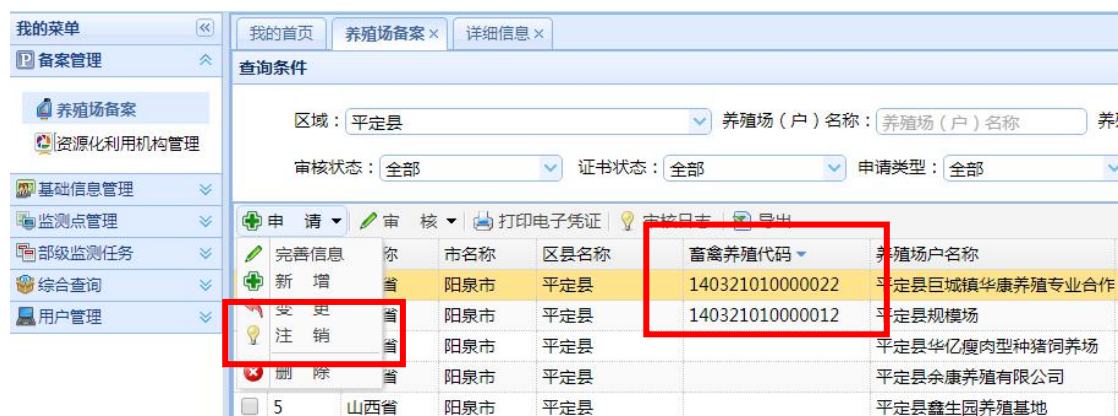 我的菜单
备案管理
养殖场备案
资源化利用机构管理
基础信息管理
监测点管理
部级监测任务
综合查询
用户管理
我的首页 养殖场备案 详细信息
查询条件
区域： 平定县 养殖场（户）名称： 养殖场（户）名称
审核状态： 全部 证书状态： 全部 申请类型： 全部
申 请 审 核 打印电子凭证 审核日志 导出
完善信息
新 增
变 更
注 销
删 除
称 市名称 区县名称 畜禽养殖代码 养殖场户名称
省 阳泉市 平定县 140321010000022 平定县巨城镇华康养殖专业合作
省 阳泉市 平定县 140321010000012 平定县规模场
省 阳泉市 平定县 平定县华亿瘦肉型种猪饲养场
省 阳泉市 平定县 平定县余康养殖有限公司
5 山西省 阳泉市 平定县 平定县鑫生园养殖基地